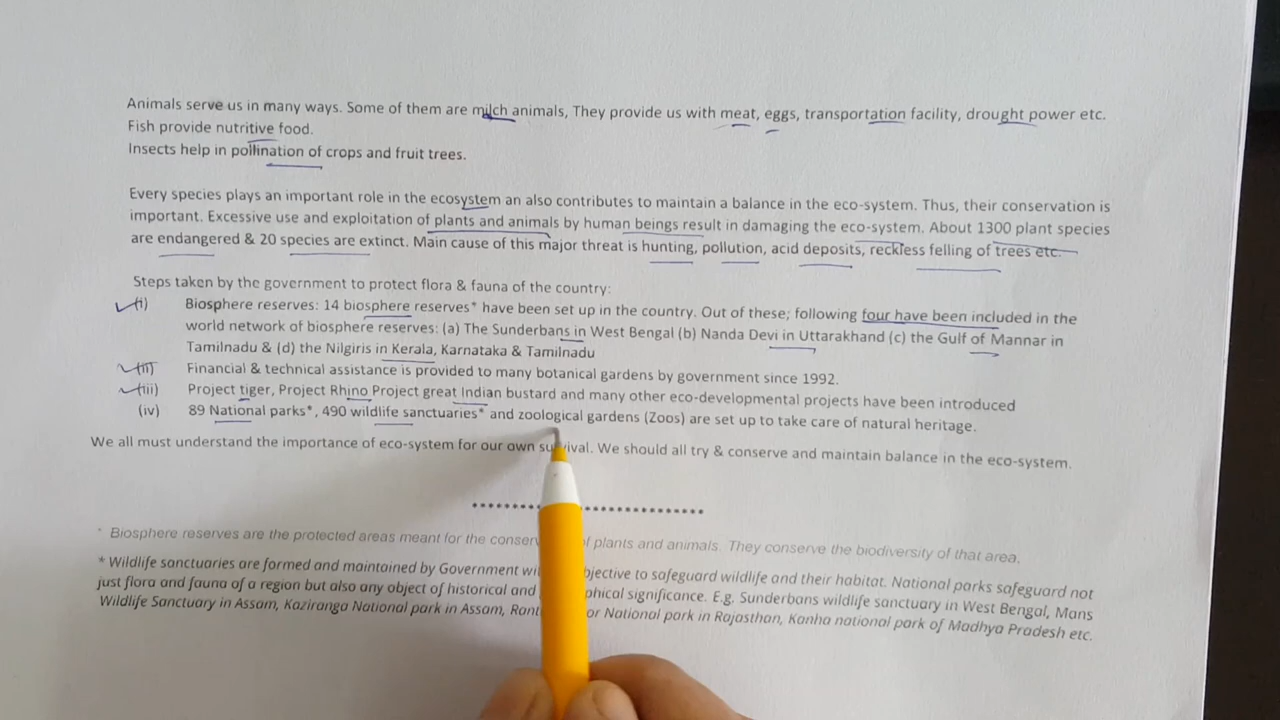 Animals serve us in many ways. Some of them are milch animals, They provide us with meat, eggs, transportation facility, drought power etc.
Fish provide nutritive food.
Insects help in pollination of crops and fruit trees.
Every species plays an important role in the ecosystem an also contributes to maintain a balance in the eco-system. Thus, their conservation is
important. Excessive use and exploitation of plants and animals by human beings result in damaging the eco-system. About 1300 plant species
are endangered & 20 species are extinct. Main cause of this major threat is hunting, pollution, acid deposits, reckless felling of trees etc.
Steps taken by the government to protect flora & fauna of the country:
(i) Biosphere reserves: 14 biosphere reserves* have been set up in the country. Out of these; following four have been included in the
world network of biosphere reserves: (a) The Sunderbans in West Bengal (b) Nanda Devi in Uttarakhand (c) the Gulf of Mannar in
Tamilnadu & (d) the Nilgiris in Kerala, Karnataka & Tamilnadu
(ii) Financial & technical assistance is provided to many botanical gardens by government since 1992.
(iii) Project tiger, Project Rhino Project great Indian bustard and many other eco-developmental projects have been introduced
(iv) 89 National parks*, 490 wildlife sanctuaries* and zoological gardens (Zoos) are set up to take care of natural heritage.
We all must understand the importance of eco-system for our own survival. We should all try & conserve and maintain balance in the eco-system.
* Biosphere reserves are the protected areas meant for the of plants and animals. They conserve the biodiversity of that area.
* Wildlife sanctuaries are formed and maintained by Government to safeguard wildlife and their habitat. National parks safeguard not
just flora and fauna of a region but also any object of historical and significance. E.g. Sunderbans wildlife sanctuary in West Bengal, Mans
Wildlife Sanctuary in Assam, Kaziranga National park in Assam, National park in Rajasthan, Kanha national park of Madhya Pradesh etc.